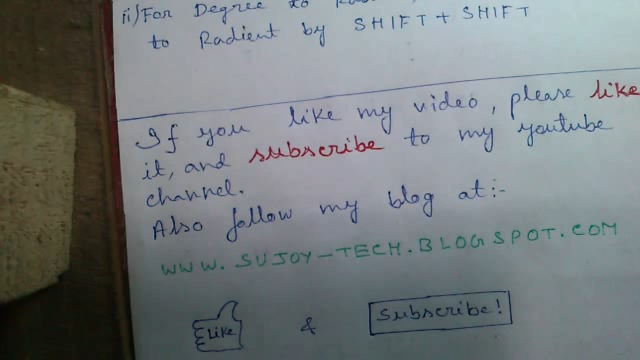 ii) For Degree to
to Radient by SHIFT + SHIFT
If you like my video, please like
it, and subscribe to my youtube
channel.
Also follow my blog at:-
WWW.SUJOY-TECH.BLOGSPOT.COM
Like & Subscribe!